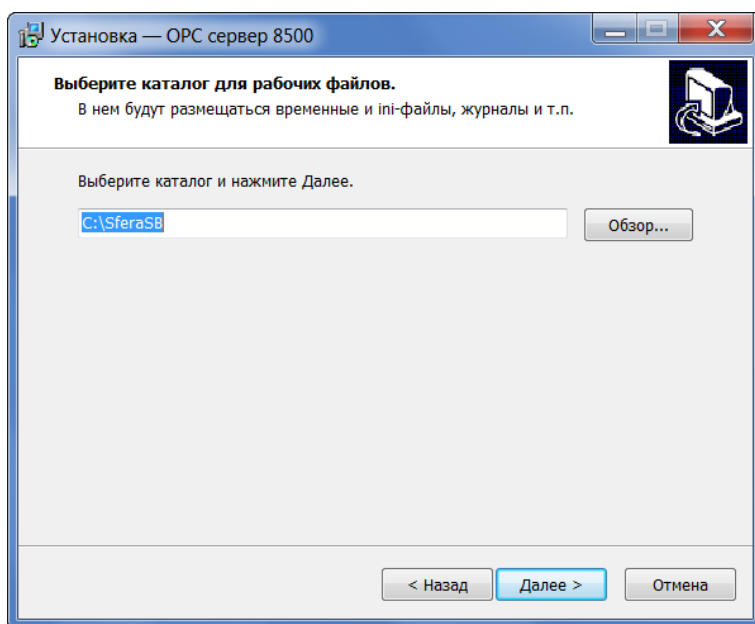 Установка — ОРС сервер 8500
Выберите каталог для рабочих файлов.
В нем будут размещаться временные и ini-файлы, журналы и т.п.
Выберите каталог и нажмите Далее.
C:\SferaSB
Обзор...
< Назад
Далее >
Отмена